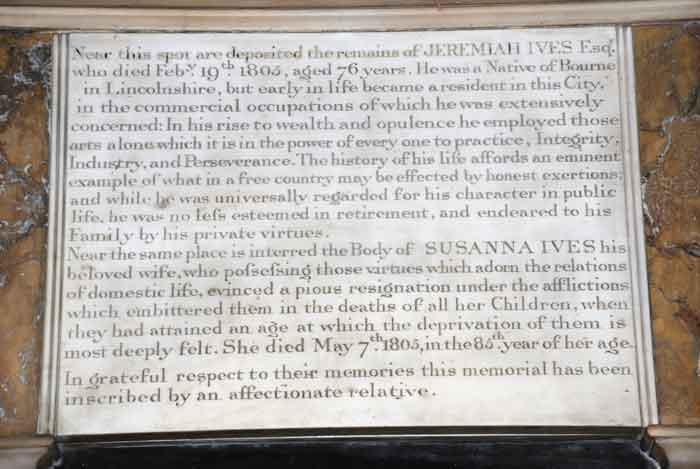 Near this spot are deposited the remains of JEREMIAH IVES Esq.
who died Feby. 19th. 1805, aged 76 years. He was a Native of Bourne
in Lincolnshire, but early in life became a resident in this City,
in the commercial occupations of which he was extensively
concerned: In his rise to wealth and opulence he employed those
arts alone which it is in the power of every one to practice, Integrity,
Industry, and Perseverance. The history of his life affords an eminent
example of what in a free country may be effected by honest exertions;
and while he was universally regarded for his character in public
life, he was no leſs esteemed in retirement, and endeared to his
Family by his private virtues.
Near the same place is interred the Body of SUSANNA IVES his
beloved wife, who poſseſsing those virtues which adorn the relations
of domestic life, evinced a pious resignation under the afflictions
which embittered them in the deaths of all her Children, when
they had attained an age at which the deprivation of them is
most deeply felt. She died May 7th. 1805, in the 85th. year of her age.
In grateful respect to their memories this memorial has been
inscribed by an affectionate relative.